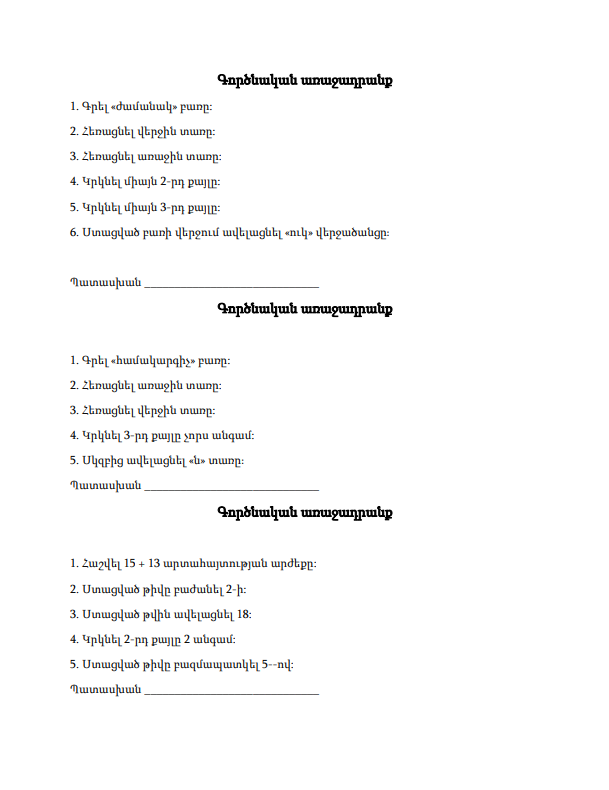 Գործնական առաջադրանք
1. Գրել «ժամանակ» բառը:
2. Հեռացնել վերջին տառը:
3. Հեռացնել առաջին տառը:
4. Կրկնել միայն 2-րդ քայլը:
5. Կրկնել միայն 3-րդ քայլը:
6. Ստացված բառի վերջում ավելացնել «ուկ» վերջածանցը:
Պատասխան ____________________________
Գործնական առաջադրանք
1. Գրել «համակարգիչ» բառը:
2. Հեռացնել առաջին տառը:
3. Հեռացնել վերջին տառը:
4. Կրկնել 3-րդ քայլը չորս անգամ:
5. Սկզբից ավելացնել «ն» տառը:
Պատասխան ____________________________
Գործնական առաջադրանք
1. Հաշվել 15 + 13 արտահայտության արժեքը:
2. Ստացված թիվը բաժանել 2-ի:
3. Ստացված թվին ավելացնել 18:
4. Կրկնել 2-րդ քայլը 2 անգամ:
5. Ստացված թիվը բազմապատկել 5--ով:
Պատասխան ____________________________